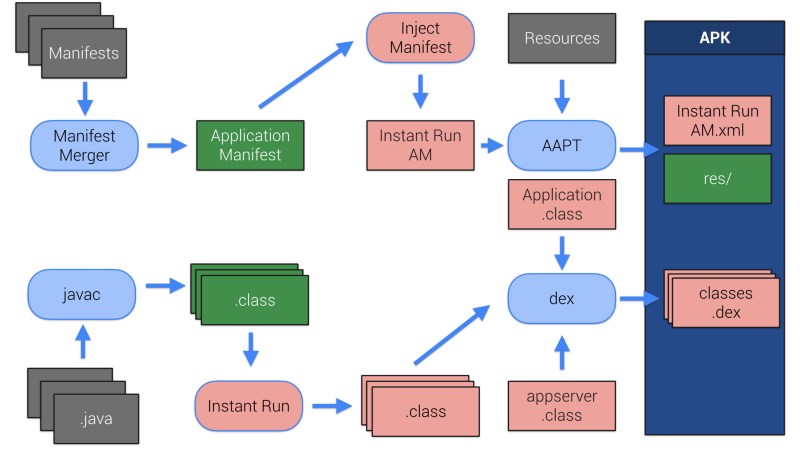 Manifests
Inject
Manifest
Resources
APK
Manifest
Merger
Application
Manifest
Instant Run
AM
AAPT
Instant Run
AM.xml
res/
Application
.class
javac
.class
dex
classes
.dex
.java
Instant Run
.class
appserver
.class